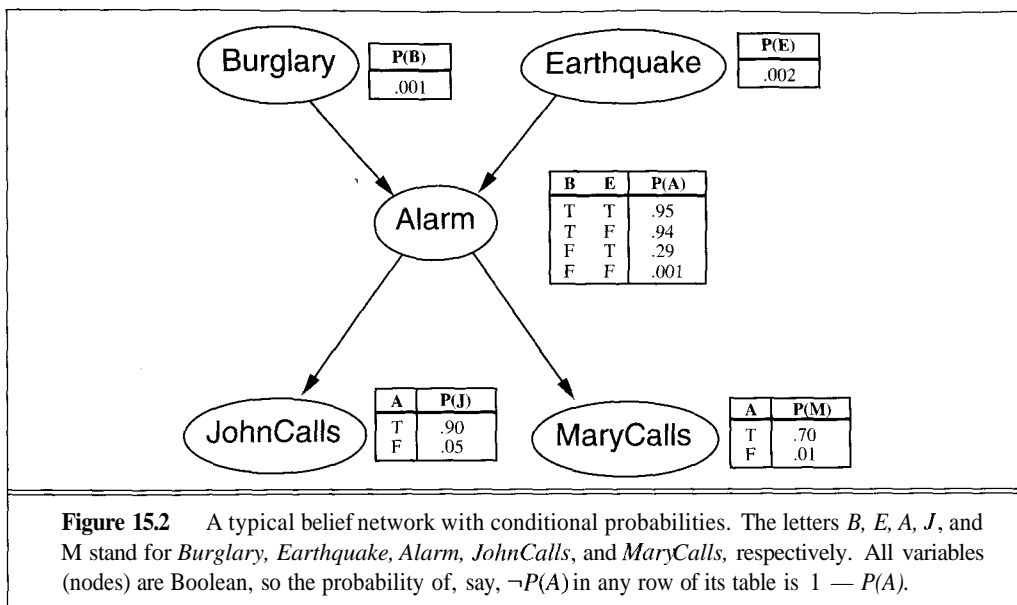 Burglary
P(B)
.001
Earthquake
P(E)
.002
Alarm
B E P(A)
T T .95
T F .94
F T .29
F F .001
JohnCalls
A P(J)
T .90
F .05
MaryCalls
A P(M)
T .70
F .01
Figure 15.2 A typical belief network with conditional probabilities. The letters B, E, A, J, and
M stand for Burglary, Earthquake, Alarm, JohnCalls, and MaryCalls, respectively. All variables
(nodes) are Boolean, so the probability of, say, ¬P(A) in any row of its table is 1 — P(A).